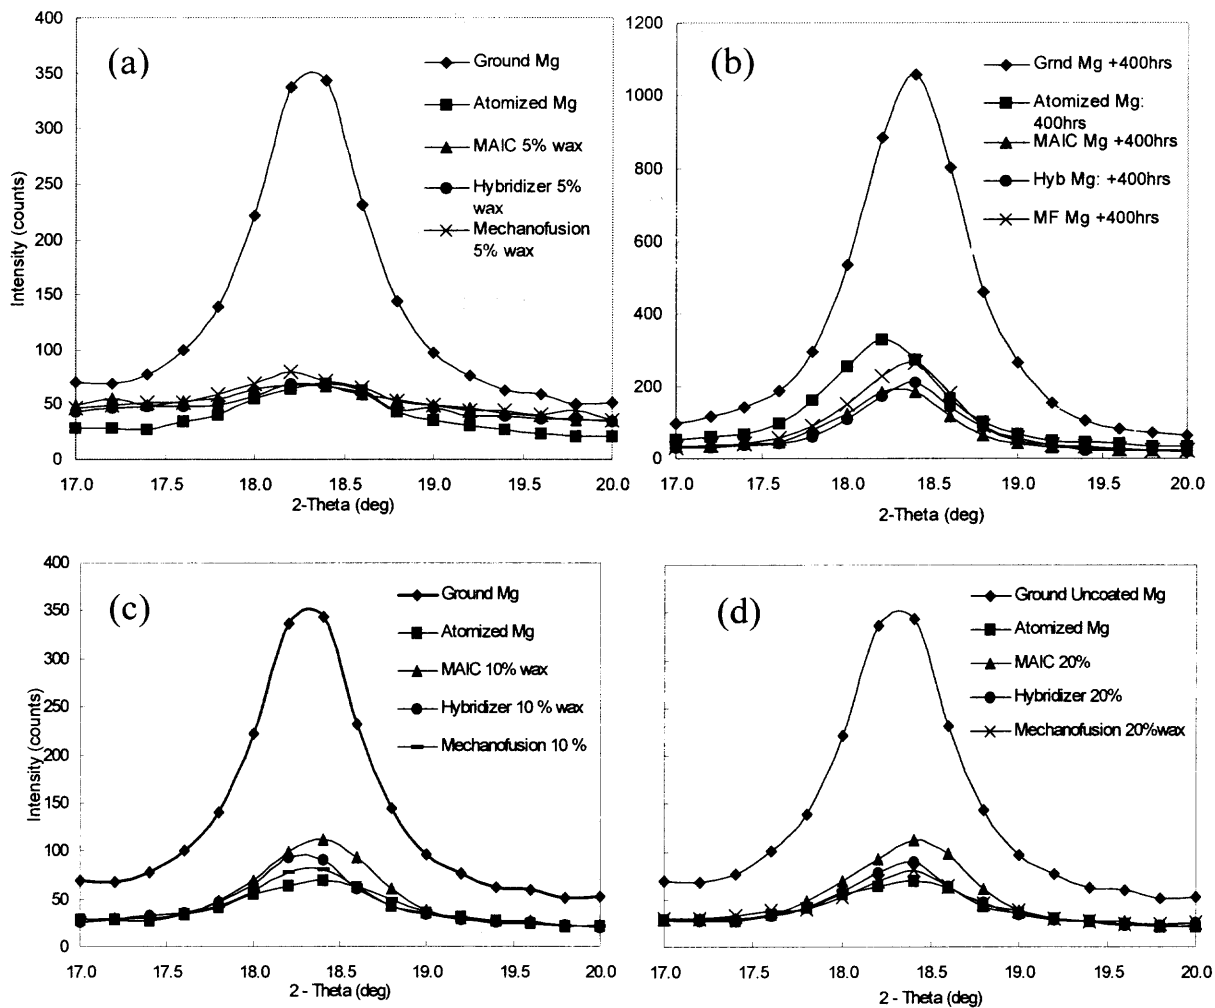 (a)
Intensity (counts)
400
350
300
250
200
150
100
50
0
17.0 17.5 18.0 18.5 19.0 19.5 20.0
2-Theta (deg)
Ground Mg
Atomized Mg
MAIC 5% wax
Hybridizer 5%
wax
Mechanofusion
5% wax
(b)
1200
1000
800
600
400
200
0
17.0 17.5 18.0 18.5 19.0 19.5 20.0
2-Theta (deg)
Grnd Mg +400hrs
Atomized Mg:
400hrs
MAIC Mg +400hrs
Hyb Mg: +400hrs
MF Mg +400hrs
(c)
Intensity (counts)
400
350
300
250
200
150
100
50
0
17.0 17.5 18.0 18.5 19.0 19.5 20.0
2 - Theta (deg)
Ground Mg
Atomized Mg
MAIC 10% wax
Hybridizer 10 % wax
Mechanofusion 10 %
(d)
17.0 17.5 18.0 18.5 19.0 19.5 20.0
2 - Theta (deg)
Ground Uncoated Mg
Atomized Mg
MAIC 20%
Hybridizer 20%
Mechanofusion 20%wax